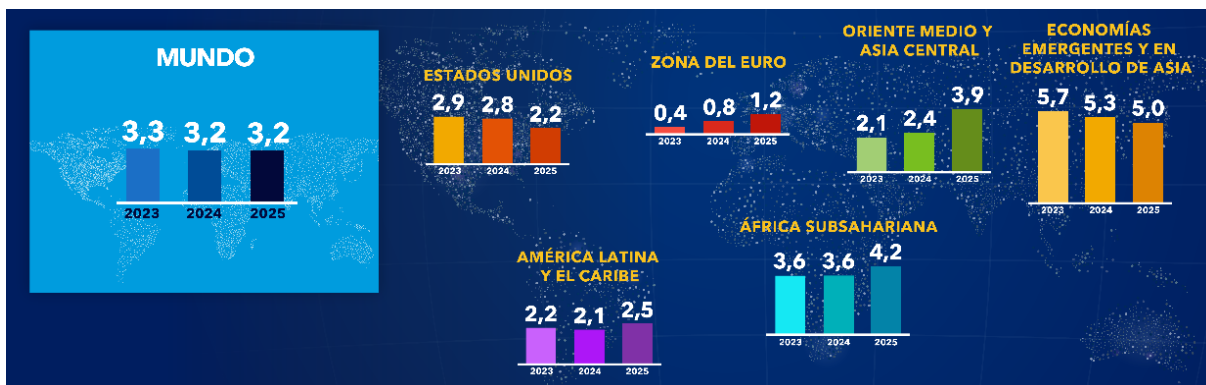 MUNDO
3,3 3,2 3,2
2023 2024 2025
ESTADOS UNIDOS
2,9 2,8 2,2
2023 2024 2025
ZONA DEL EURO
0,4 0,8 1,2
2023 2024 2025
ORIENTE MEDIO Y
ASIA CENTRAL
2,1 2,4 3,9
2023 2024 2025
ECONOMÍAS
EMERGENTES Y EN
DESARROLLO DE ASIA
5,7 5,3 5,0
2023 2024 2025
AMÉRICA LATINA
Y EL CARIBE
2,2 2,1 2,5
2023 2024 2025
ÁFRICA SUBSAHARIANA
3,6 3,6 4,2
2023 2024 2025